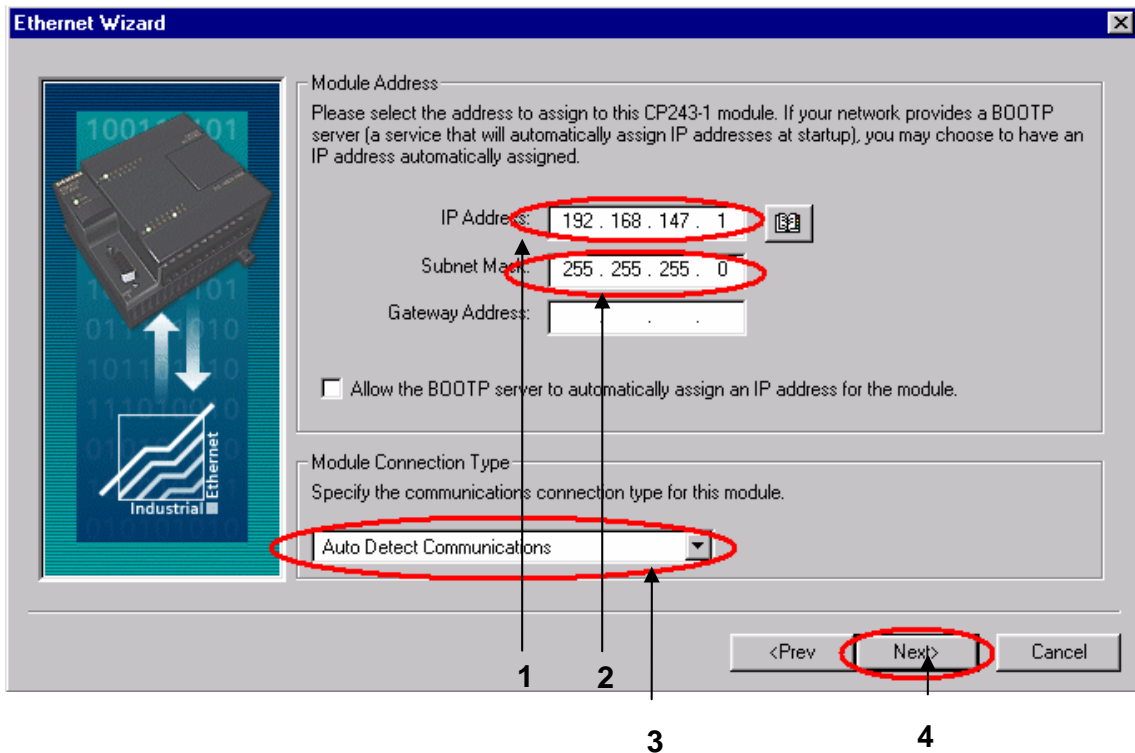 Ethernet Wizard
Module Address
Please select the address to assign to this CP243-1 module. If your network provides a BOOTP
server (a service that will automatically assign IP addresses at startup), you may choose to have an
IP address automatically assigned.
IP Address: 192 . 168 . 147 . 1
Subnet Mask: 255 . 255 . 255 . 0
Gateway Address: . . .
Allow the BOOTP server to automatically assign an IP address for the module.
Module Connection Type
Specify the communications connection type for this module.
Auto Detect Communications
Industrial
Ethernet
<Prev
Next>
Cancel
1
2
3
4